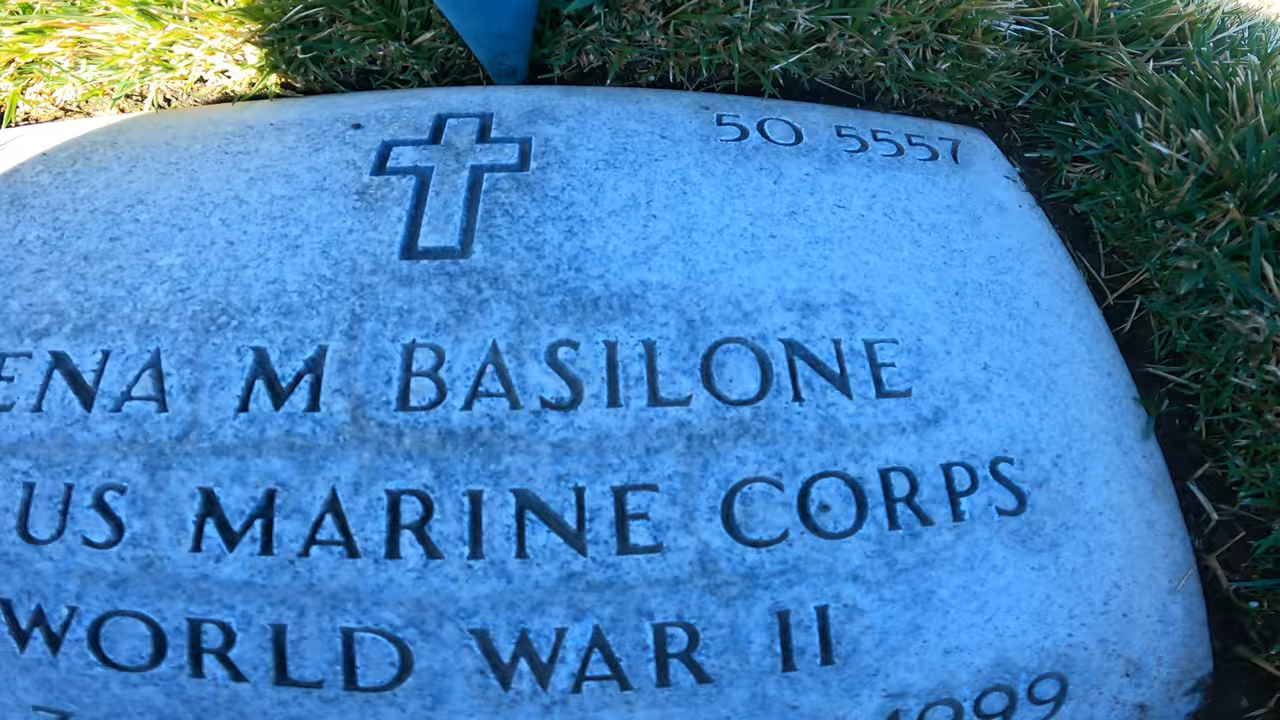 50 5557
ENA M BASILONE
US MARINE CORPS
WORLD WAR II
1999